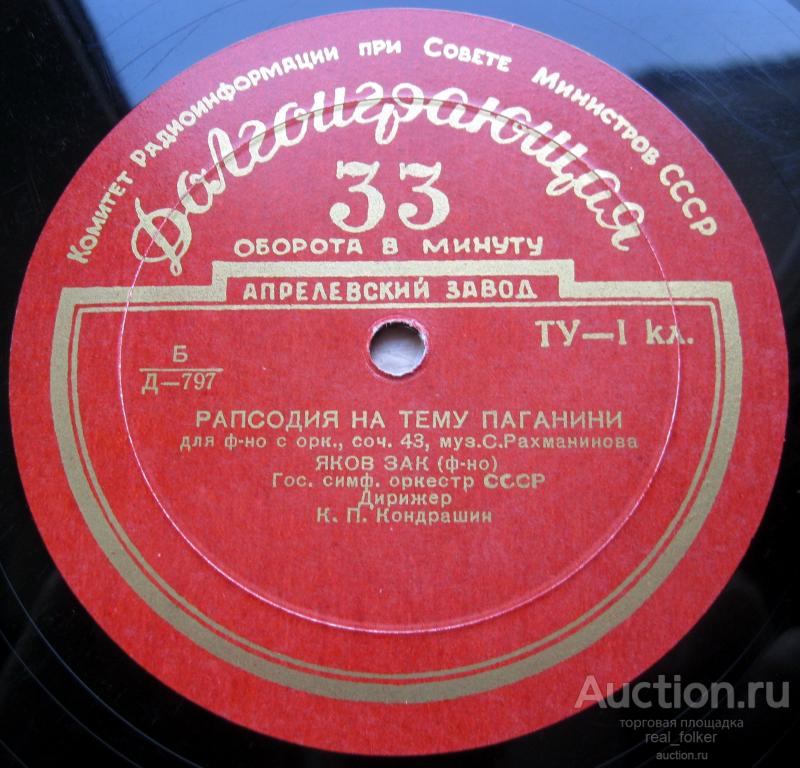 Комитет Радиоинформации при Совете Министров СССР
Долгоиграющая
33
ОБОРОТА В МИНУТУ
АПРЕЛЕВСКИЙ ЗАВОД
ТУ—I кл.
Б
Д—797
РАПСОДИЯ НА ТЕМУ ПАГАНИНИ
для ф-но с орк., соч. 43, муз. С. Рахманинова
ЯКОВ ЗАК (ф-но)
Гос. симф. оркестр СССР
Дирижер
К. П. Кондрашин
Auction.ru
торговая площадка
real_folker
auction.ru